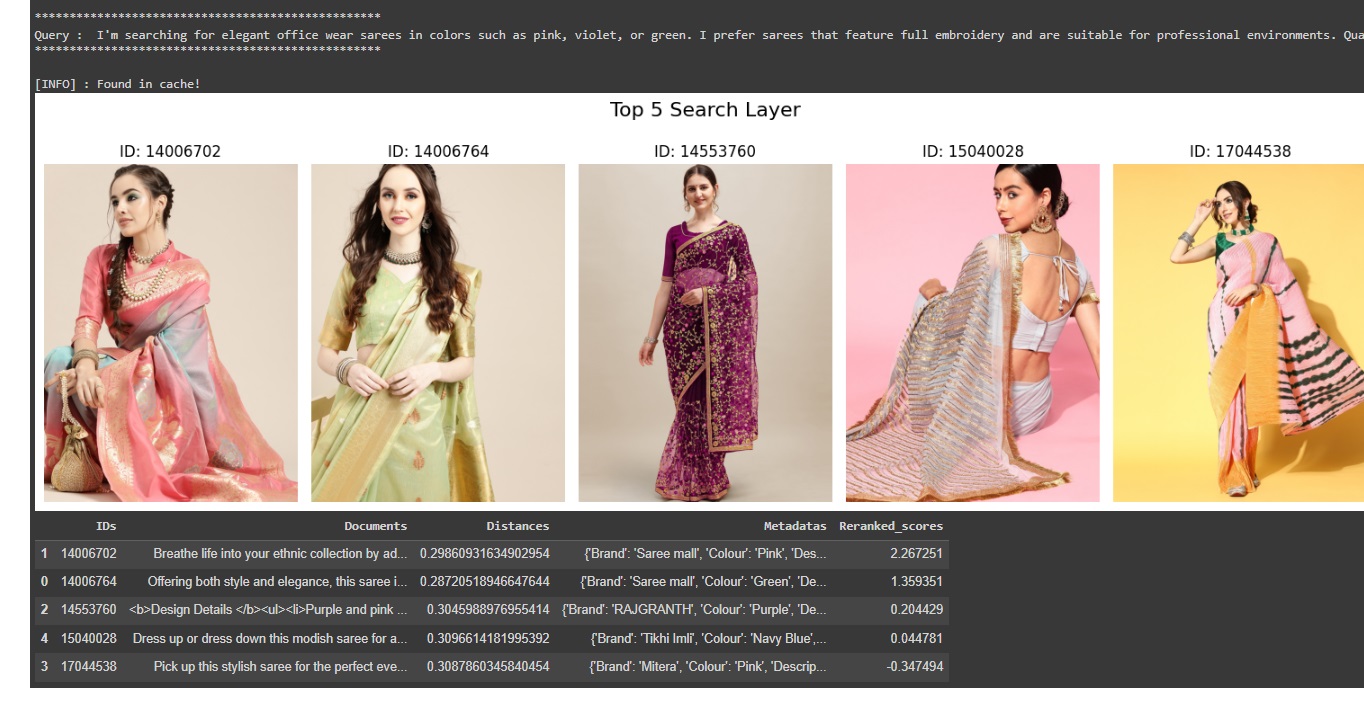 **************************************************
Query :  I'm searching for elegant office wear sarees in colors such as pink, violet, or green. I prefer sarees that feature full embroidery and are suitable for professional environments. Qua
**************************************************
[INFO] : Found in cache!
Top 5 Search Layer
ID: 14006702 ID: 14006764 ID: 14553760 ID: 15040028 ID: 17044538
IDs Documents Distances Metadatas Reranked_scores
1 14006702 Breathe life into your ethnic collection by ad... 0.29860931634902954 {'Brand': 'Saree mall', 'Colour': 'Pink', 'Des... 2.267251
0 14006764 Offering both style and elegance, this saree i... 0.28720518946647644 {'Brand': 'Saree mall', 'Colour': 'Green', 'De... 1.359351
2 14553760 <b>Design Details </b><ul><li>Purple and pink ... 0.3045988976955414 {'Brand': 'RAJGRANTH', 'Colour': 'Purple', 'De... 0.204429
4 15040028 Dress up or dress down this modish saree for a... 0.3096614181995392 {'Brand': 'Tikhi Imli', 'Colour': 'Navy Blue',... 0.044781
3 17044538 Pick up this stylish saree for the perfect eve... 0.3087860345840454 {'Brand': 'Mitera', 'Colour': 'Pink', 'Descrip... -0.347494